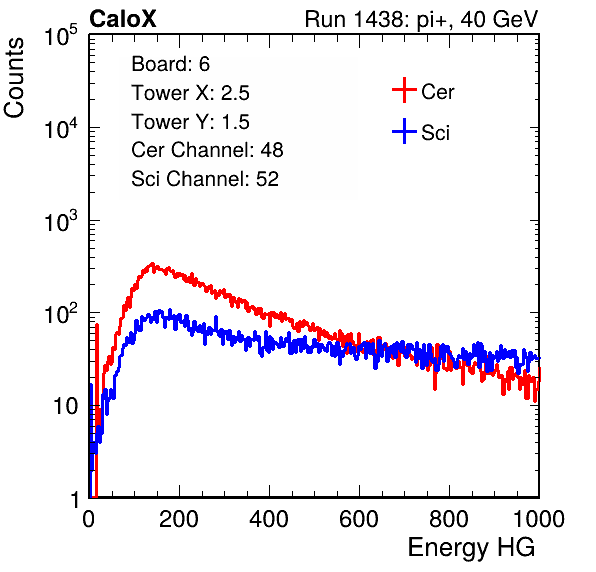 CaloX Run 1438: pi+, 40 GeV
Counts
Board: 6
Tower X: 2.5
Tower Y: 1.5
Cer Channel: 48
Sci Channel: 52
Cer
Sci
10^5
10^4
10^3
10^2
10
1
0 200 400 600 800 1000
Energy HG